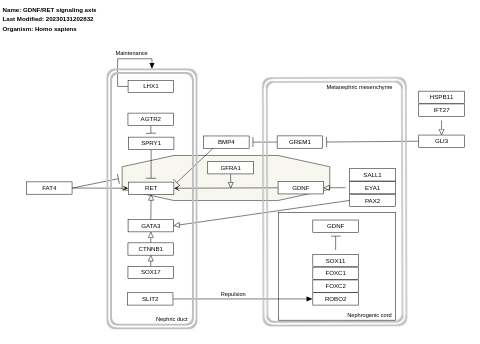 Name: GDNF/RET signaling axis
Last Modified: 20230131202832
Organism: Homo sapiens
Maintenance
LHX1
Metanephric mesenchyme
HSPB11
IFT27
AGTR2
SPRY1
BMP4
GREM1
GLI3
GFRA1
SALL1
FAT4
RET
GDNF
EYA1
PAX2
GATA3
GDNF
CTNNB1
SOX11
SOX17
FOXC1
FOXC2
SLIT2
Repulsion
ROBO2
Nephric duct
Nephrogenic cord